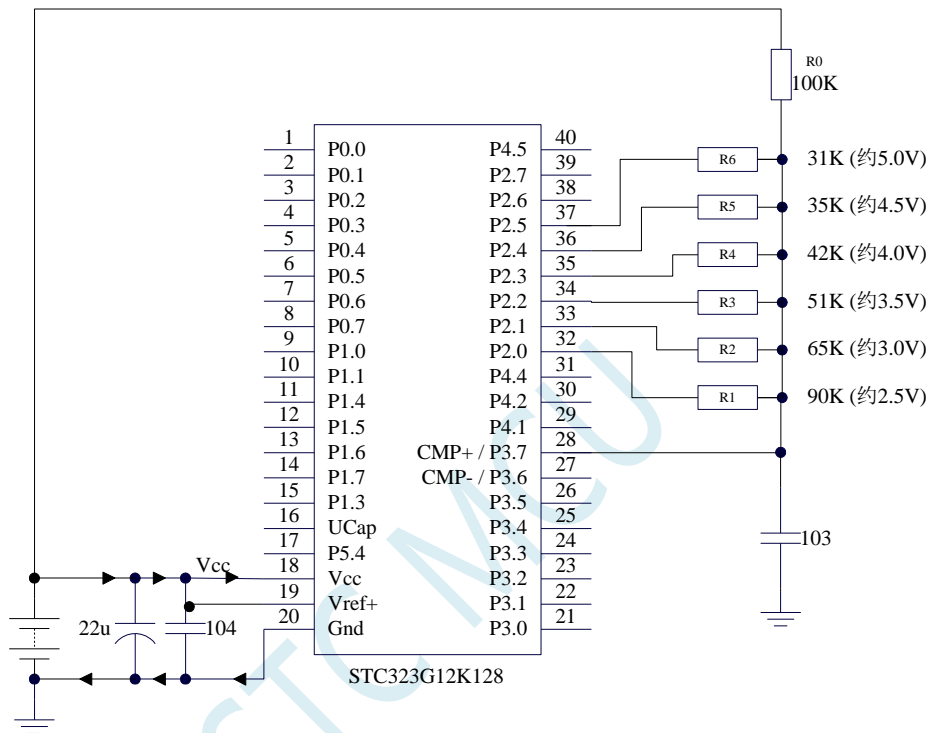 R0
100K
1 P0.0 P4.5 40
2 P0.1 P2.7 39
3 P0.2 P2.6 38
4 P0.3 P2.5 37
5 P0.4 P2.4 36
6 P0.5 P2.3 35
7 P0.6 P2.2 34
8 P0.7 P2.1 33
9 P1.0 P2.0 32
10 P1.1 P4.4 31
11 P1.4 P4.2 30
12 P1.5 P4.1 29
13 P1.6 CMP+ / P3.7 28
14 P1.7 CMP- / P3.6 27
15 P1.3 P3.5 26
16 UCap P3.4 25
17 P5.4 P3.3 24
18 Vcc P3.2 23
19 Vref+ P3.1 22
20 Gnd P3.0 21
R6 31K (约5.0V)
R5 35K (约4.5V)
R4 42K (约4.0V)
R3 51K (约3.5V)
R2 65K (约3.0V)
R1 90K (约2.5V)
103
Vcc
22u
104
STC323G12K128
STC MCU